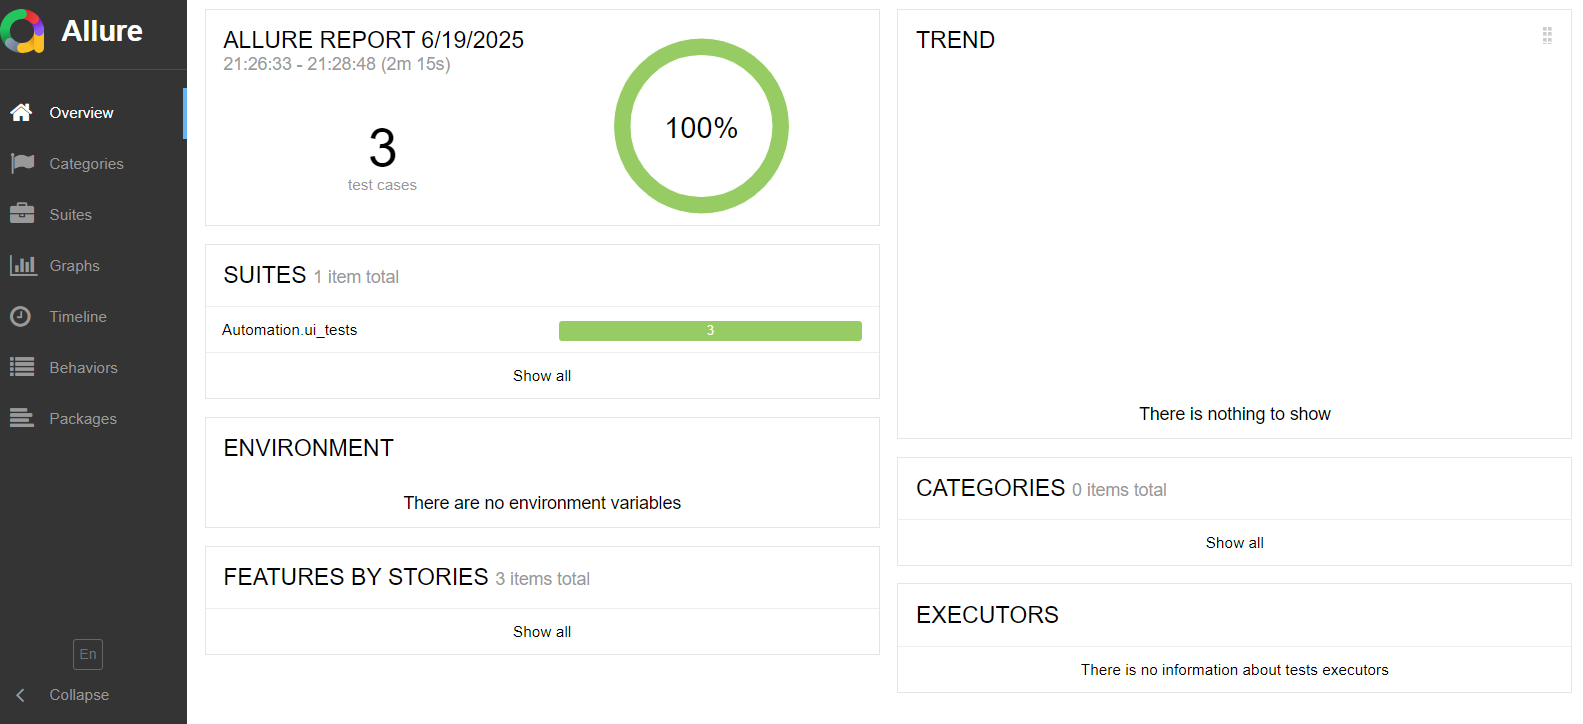 Allure
Overview
Categories
Suites
Graphs
Timeline
Behaviors
Packages
En
Collapse
ALLURE REPORT 6/19/2025
21:26:33 - 21:28:48 (2m 15s)
3
test cases
100%
SUITES 1 item total
Automation.ui_tests 3
Show all
ENVIRONMENT
There are no environment variables
FEATURES BY STORIES 3 items total
Show all
TREND
There is nothing to show
CATEGORIES 0 items total
Show all
EXECUTORS
There is no information about tests executors